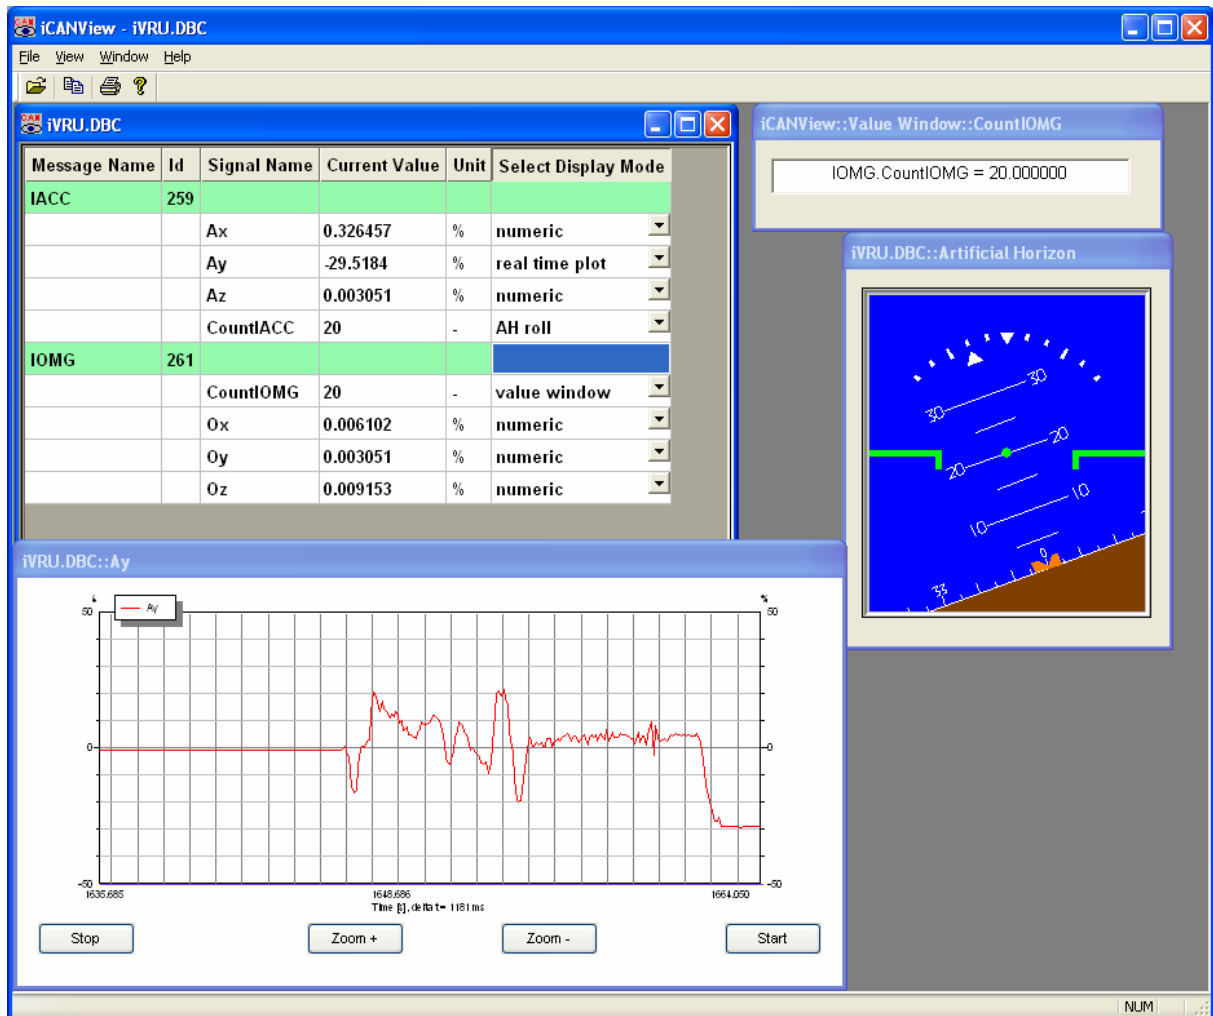 iCANView - iVRU.DBC
File View Window Help
iVRU.DBC
Message Name Id Signal Name Current Value Unit Select Display Mode
IACC 259
Ax 0.326457 % numeric
Ay -29.5184 % real time plot
Az 0.003051 % numeric
CountIACC 20 - AH roll
IOMG 261
CountIOMG 20 - value window
Ox 0.006102 % numeric
Oy 0.003051 % numeric
Oz 0.009153 % numeric
iCANView::Value Window::CountIOMG
IOMG.CountIOMG = 20.000000
iVRU.DBC::Artificial Horizon
30 30
20 20
10 10
33
iVRU.DBC::Ay
%
50 Ay 50
0 0
-50 -50
1635.685 1648.686 1664.050
Time [s], delta t= 1181 ms
Stop Zoom + Zoom - Start
NUM